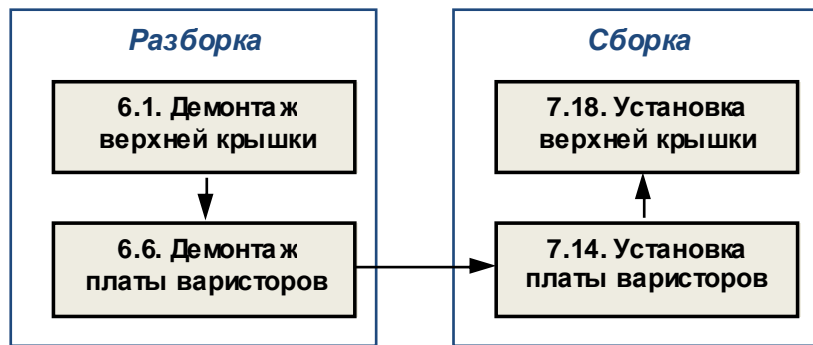 Разборка
6.1. Демонтаж
верхней крышки
6.6. Демонтаж
платы варисторов
Сборка
7.18. Установка
верхней крышки
7.14. Установка
платы варисторов